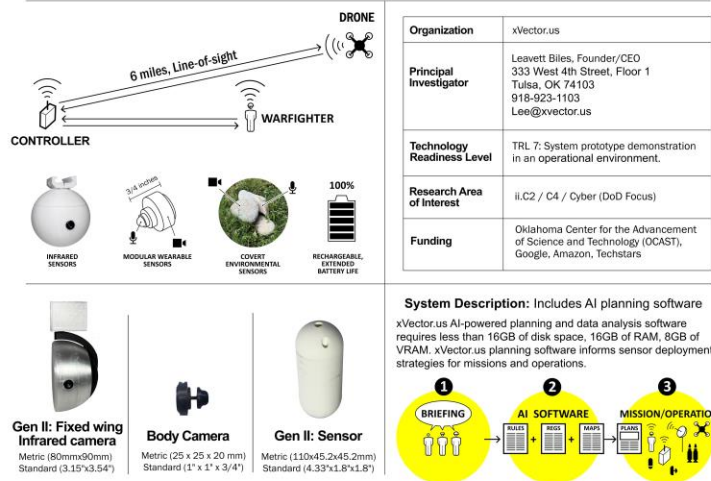 DRONE
6 miles, Line-of-sight
WARFIGHTER
CONTROLLER
3/4 inches
100%
INFRARED
SENSORS
MODULAR WEARABLE
SENSORS
COVERT
ENVIRONMENTAL
SENSORS
RECHARGEABLE,
EXTENDED
BATTERY LIFE
Organization
xVector.us
Principal
Investigator
Leavett Biles, Founder/CEO
333 West 4th Street, Floor 1
Tulsa, OK 74103
918-923-1103
Lee@xvector.us
Technology
Readiness Level
TRL 7: System prototype demonstration
in an operational environment.
Research Area
of Interest
ii.C2 / C4 / Cyber (DoD Focus)
Funding
Oklahoma Center for the Advancement
of Science and Technology (OCAST),
Google, Amazon, Techstars
Gen II: Fixed wing
Infrared camera
Metric (80mmx90mm)
Standard (3.15"x3.54")
Body Camera
Metric (25 x 25 x 20 mm)
Standard (1" x 1" x 3/4")
Gen II: Sensor
Metric (110x45.2x45.2mm)
Standard (4.33"x1.8"x1.8")
System Description: Includes AI planning software
xVector.us AI-powered planning and data analysis software
requires less than 16GB of disk space, 16GB of RAM, 8GB of
VRAM. xVector.us planning software informs sensor deployment
strategies for missions and operations.
1
2
3
BRIEFING
AI SOFTWARE
MISSION/OPERATIO
RULES
+
REGS
+
MAPS
PLANS